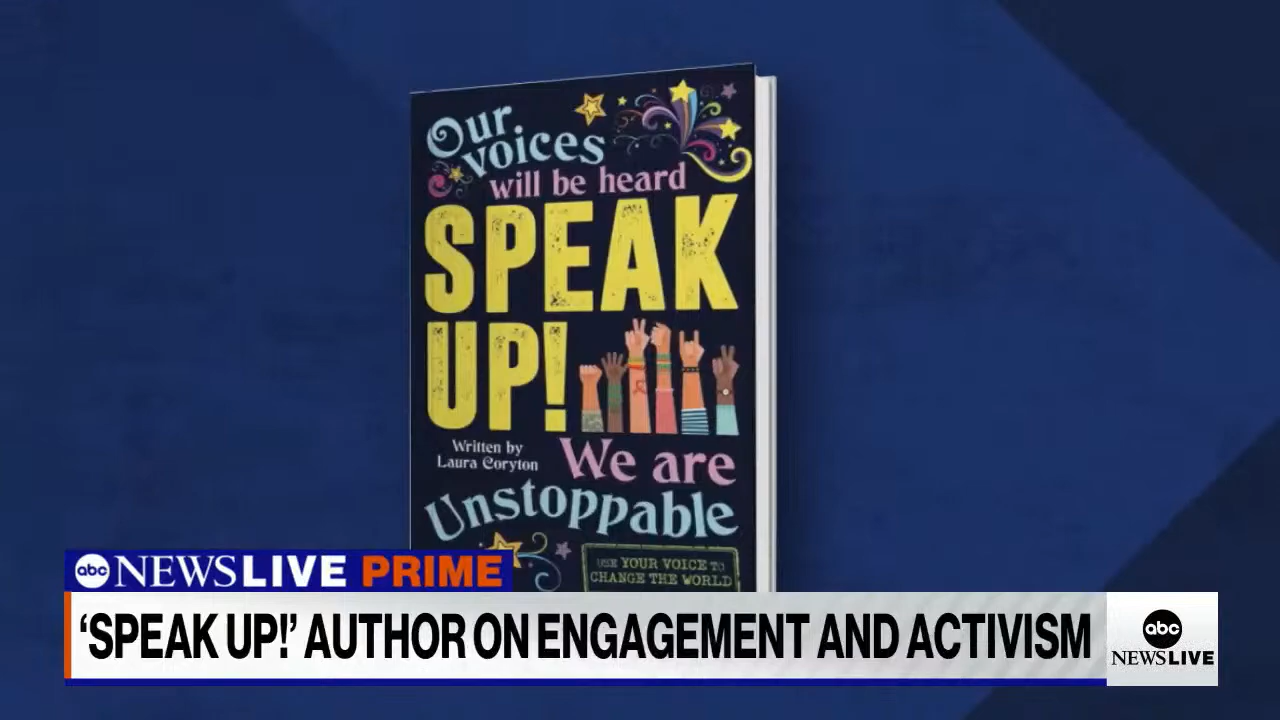 Our
voices
will be heard
SPEAK
UP!
Written by
Laura Coryton
We are
Unstoppable
USE YOUR VOICE TO
CHANGE THE WORLD
abc NEWS LIVE PRIME
‘SPEAK UP!’ AUTHOR ON ENGAGEMENT AND ACTIVISM
abc
NEWS LIVE